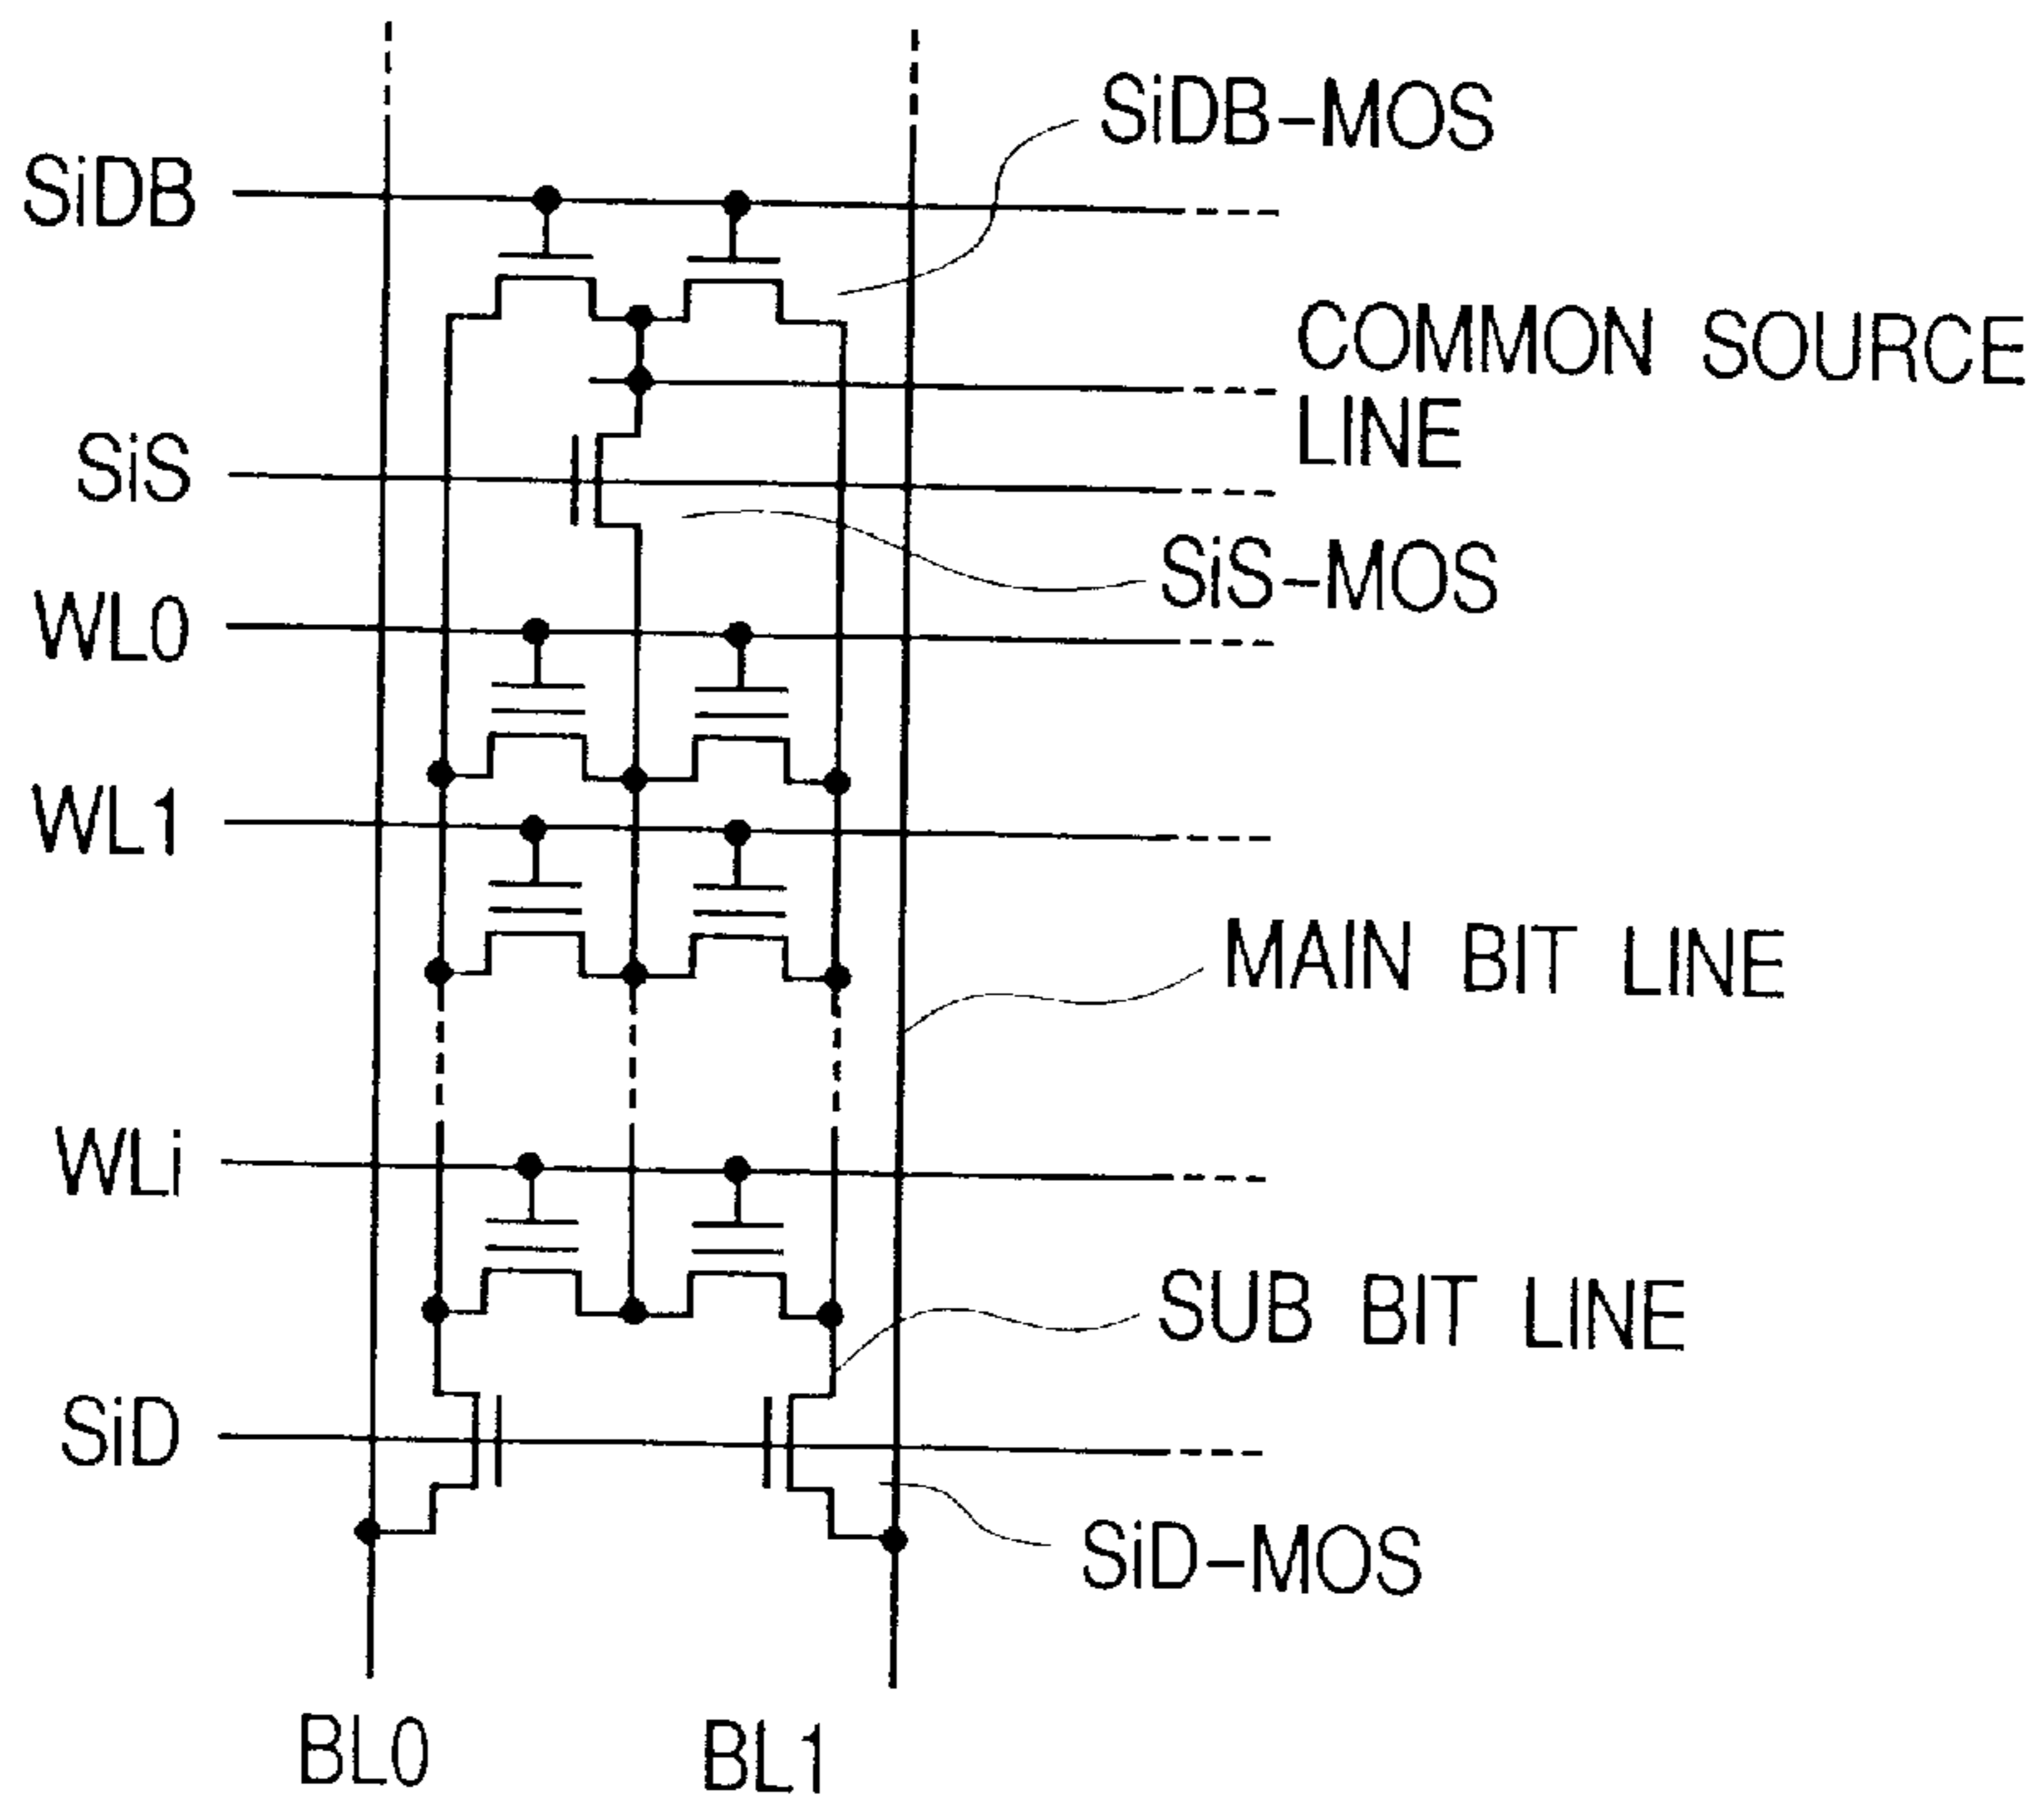 SiDB-MOS
SiDB
COMMON SOURCE
LINE
SiS
SiS-MOS
WL0
WL1
MAIN BIT LINE
WLi
SUB BIT LINE
SiD
SiD-MOS
BL0
BL1